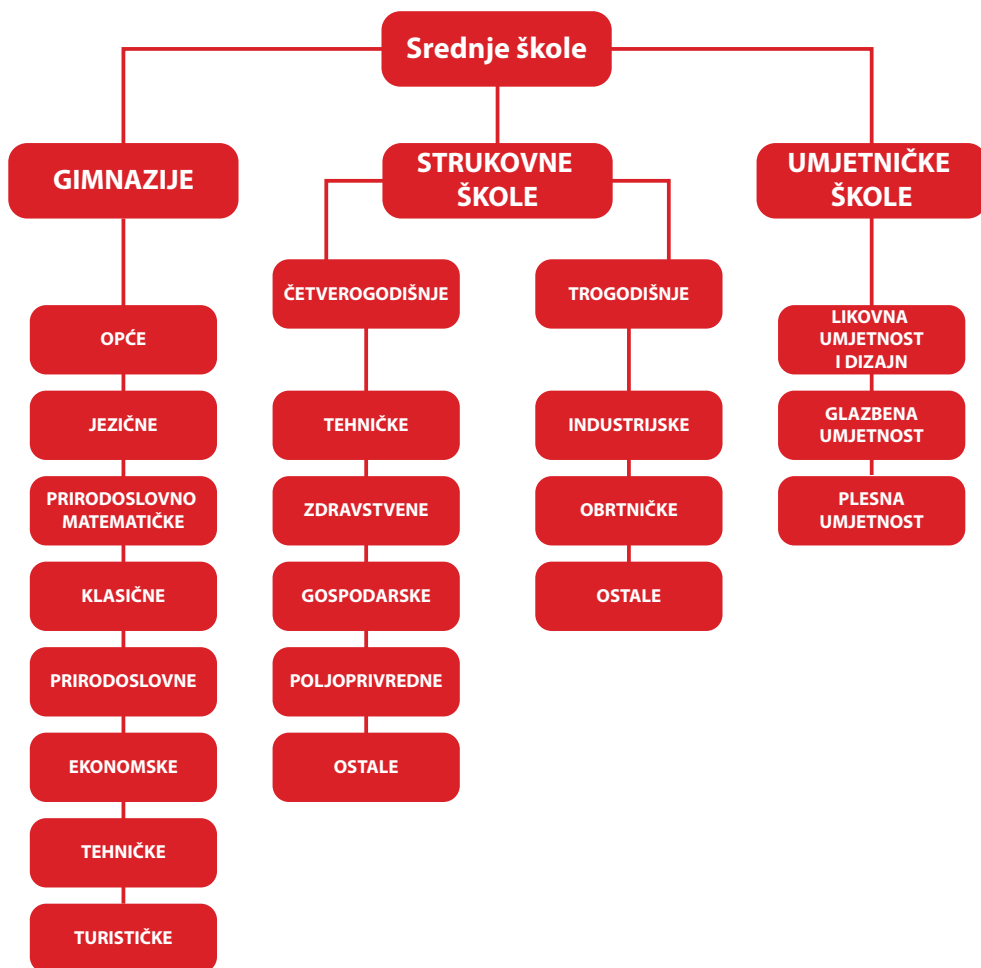 Srednje škole
GIMNAZIJE
STRUKOVNE
ŠKOLE
UMJETNIČKE
ŠKOLE
OPĆE
JEZIČNE
PRIRODOSLOVNO
MATEMATIČKE
KLASIČNE
PRIRODOSLOVNE
EKONOMSKE
TEHNIČKE
TURISTIČKE
ČETVEROGODIŠNJE
TEHNIČKE
ZDRAVSTVENE
GOSPODARSKE
POLJOPRIVREDNE
OSTALE
TROGODIŠNJE
INDUSTRIJSKE
OBRTNIČKE
OSTALE
LIKOVNA
UMJETNOST
I DIZAJN
GLAZBENA
UMJETNOST
PLESNA
UMJETNOST